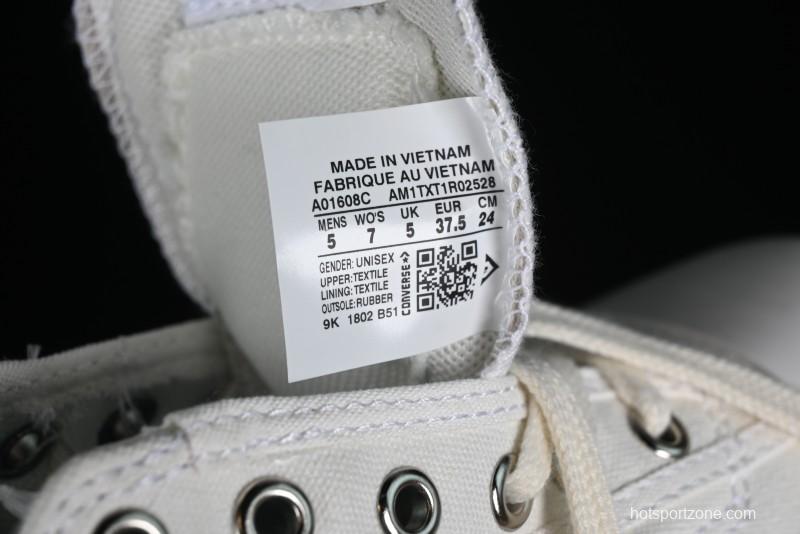 MADE IN VIETNAM
FABRIQUE AU VIETNAM
A01608C AM1TXT1R02528
MENS WO'S UK EUR CM
5 7 5 37.5 24
GENDER: UNISEX
UPPER: TEXTILE
LINING: TEXTILE
OUTSOLE: RUBBER
9K 1802 B51
CONVERSE
hotsportzone.com